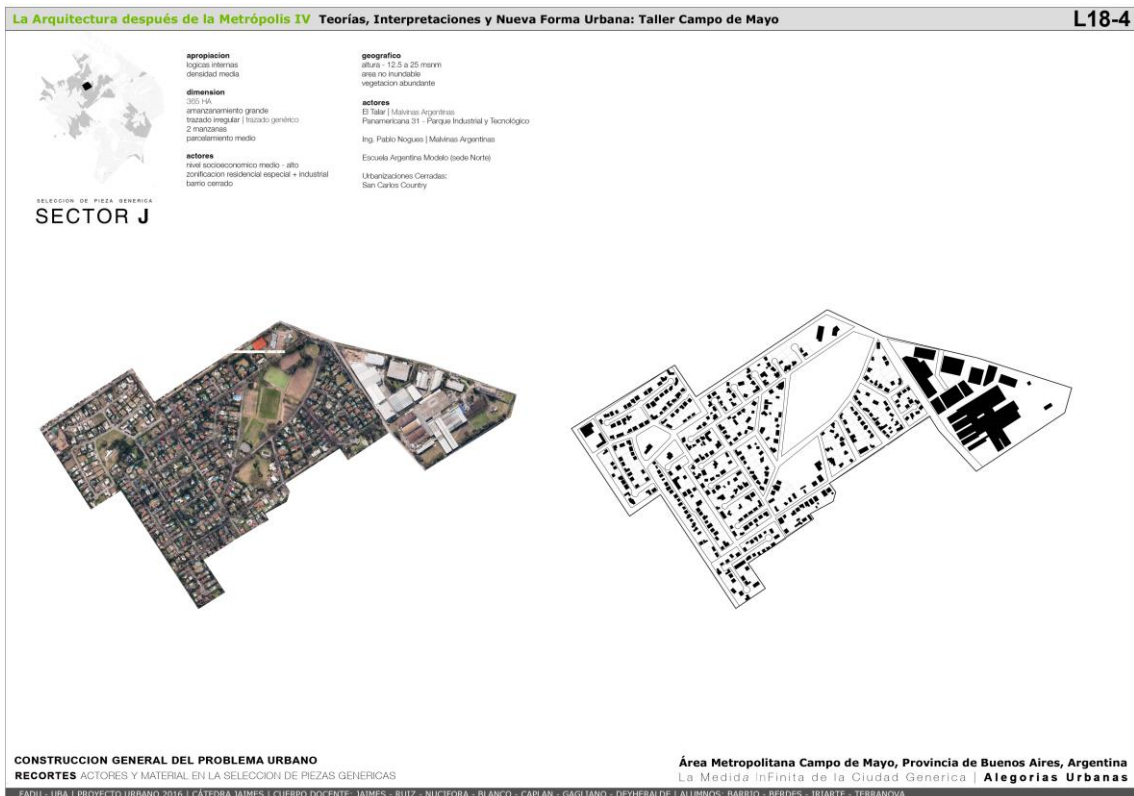 La Arquitectura después de la Metrópolis IV Teorías, Interpretaciones y Nueva Forma Urbana: Taller Campo de Mayo
L18-4
apropiacion
logicas internas
densidad media
dimension
365 HA
amanzanamiento grande
trazado irregular | trazado genérico
2 manzanas
parcelamiento medio
actores
nivel socioeconomico medio - alto
zonificacion residencial especial + industrial
barrio cerrado
geografico
altura - 12.5 a 25 msnm
area no inundable
vegetacion abundante
actores
El Talar | Malvinas Argentinas
Panamericana 31 - Parque Industrial y Tecnológico
Ing. Pablo Nogues | Malvinas Argentinas
Escuela Argentina Modelo (sede Norte)
Urbanizaciones Cerradas:
San Carlos Country
SELECCION DE PIEZA GENERICA
SECTOR J
CONSTRUCCION GENERAL DEL PROBLEMA URBANO
RECORTES ACTORES Y MATERIAL EN LA SELECCION DE PIEZAS GENERICAS
Área Metropolitana Campo de Mayo, Provincia de Buenos Aires, Argentina
La Medida InFinita de la Ciudad Generica | Alegorias Urbanas
FADU - UBA | PROYECTO URBANO 2016 | CÁTEDRA JAIMES | CUERPO DOCENTE: JAIMES - RUIZ - NUCIFORA - BLANCO - CAPLAN - GAGLIANO - DEYHERALDE | ALUMNOS: BARRIO - BERDES - IRIARTE - TERRANOVA